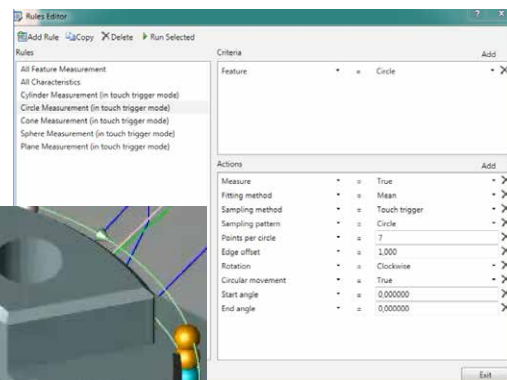 Rules Editor
Add Rule Copy Delete Run Selected
Rules
All Feature Measurement
All Characteristics
Cylinder Measurement (in touch trigger mode)
Circle Measurement (in touch trigger mode)
Cone Measurement (in touch trigger mode)
Sphere Measurement (in touch trigger mode)
Plane Measurement (in touch trigger mode)
Criteria Add
Feature = Circle
Actions Add
Measure = True
Fitting method = Mean
Sampling method = Touch trigger
Sampling pattern = Circle
Points per circle = 7
Edge offset = 1,000
Rotation = Clockwise
Circular movement = True
Start angle = 0,000000
End angle = 0,000000
Exit